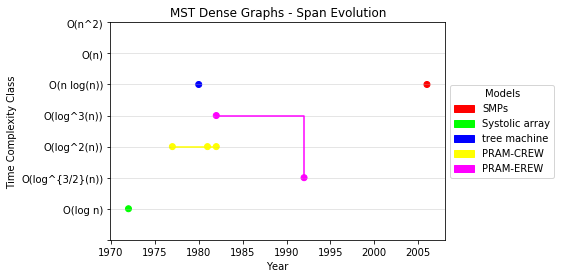 MST Dense Graphs - Span Evolution
O(n^2)
O(n)
O(n log(n))
O(log^3(n))
O(log^2(n))
O(log^{3/2}(n))
O(log n)
Time Complexity Class
1970 1975 1980 1985 1990 1995 2000 2005
Year
Models
SMPs
Systolic array
tree machine
PRAM-CREW
PRAM-EREW